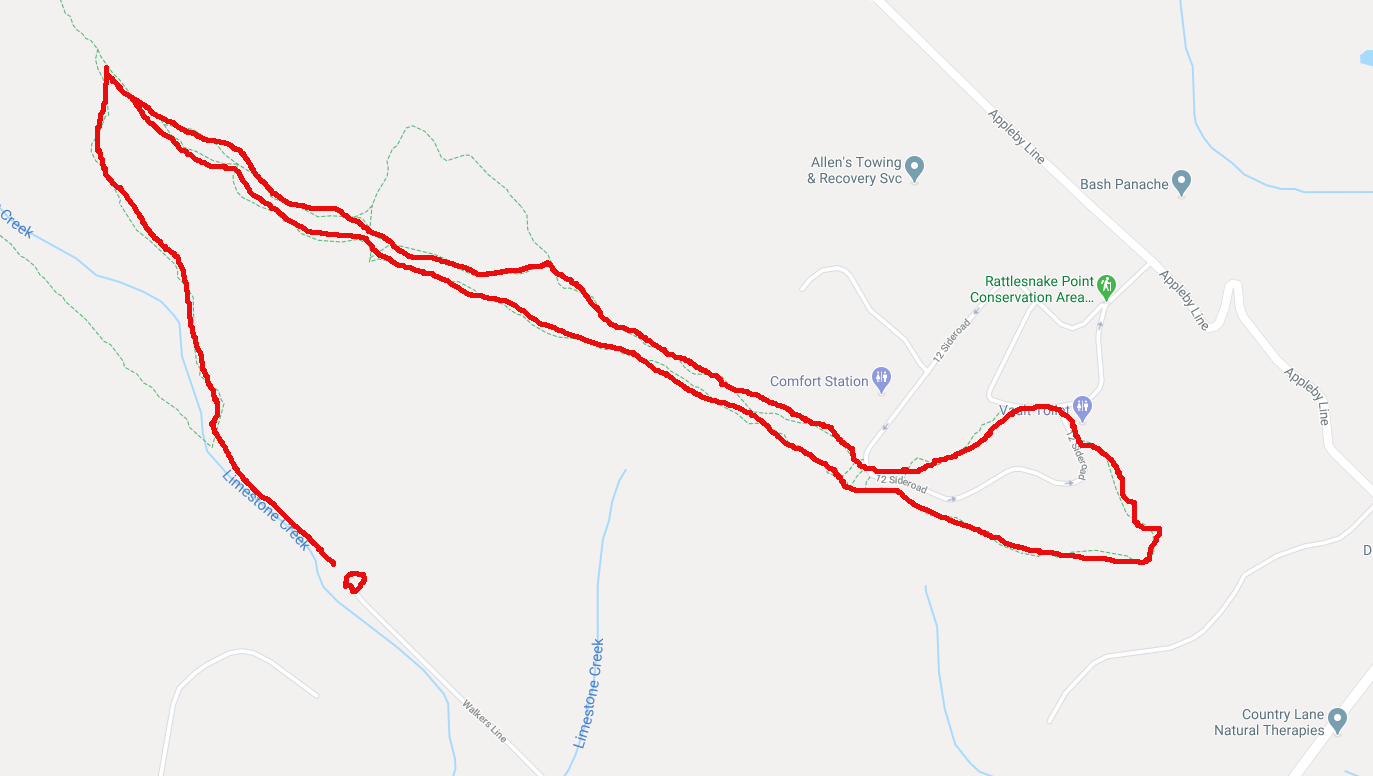 Appleby Line
Allen's Towing
& Recovery Svc
Bash Panache
Creek
Rattlesnake Point
Conservation Area...
Appleby Line
12 Sideroad
Comfort Station
Appleby Line
Vault Toilet
12 Sideroad
12 Sideroad
Limestone Creek
D
Limestone Creek
Walkers Line
Country Lane
Natural Therapies